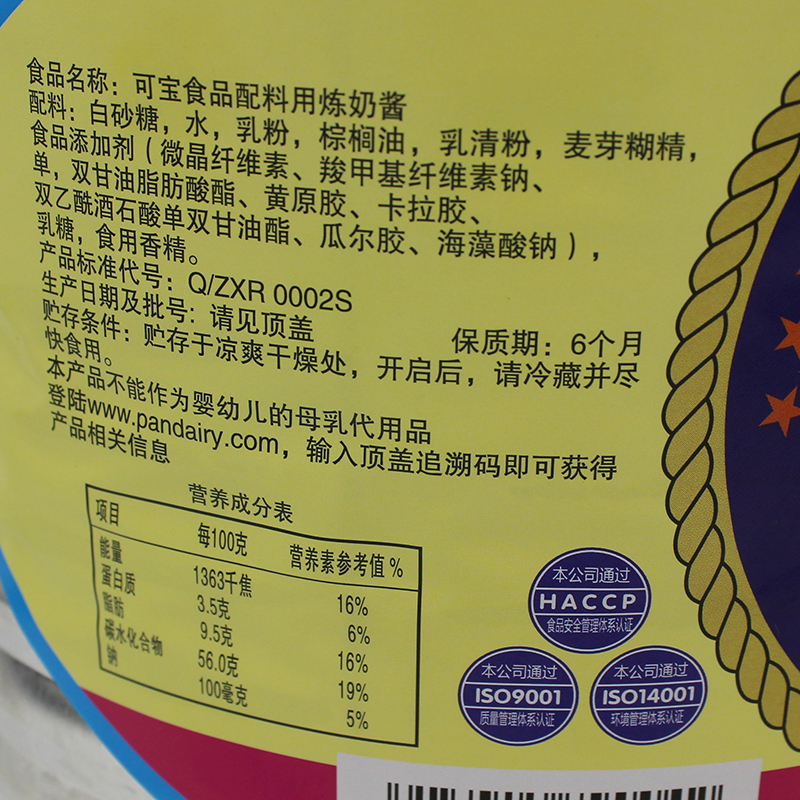 食品名称：可宝食品配料用炼奶酱
配料：白砂糖，水，乳粉，棕榈油，乳清粉，麦芽糊精，
食品添加剂（微晶纤维素、羧甲基纤维素钠、
单，双甘油脂肪酸酯、黄原胶、卡拉胶、
双乙酰酒石酸单双甘油酯、瓜尔胶、海藻酸钠），
乳糖，食用香精。
产品标准代号：Q/ZXR 0002S
生产日期及批号：请见顶盖 保质期：6个月
贮存条件：贮存于凉爽干燥处，开启后，请冷藏并尽
快食用。
本产品不能作为婴幼儿的母乳代用品
登陆www.pandairy.com，输入顶盖追溯码即可获得
产品相关信息
营养成分表
项目 每100克 营养素参考值%
能量 1363千焦 16%
蛋白质 3.5克 6%
脂肪 9.5克 16%
碳水化合物 56.0克 19%
钠 100毫克 5%
本公司通过
HACCP
食品安全管理体系认证
本公司通过
ISO9001
质量管理体系认证
本公司通过
ISO14001
环境管理体系认证